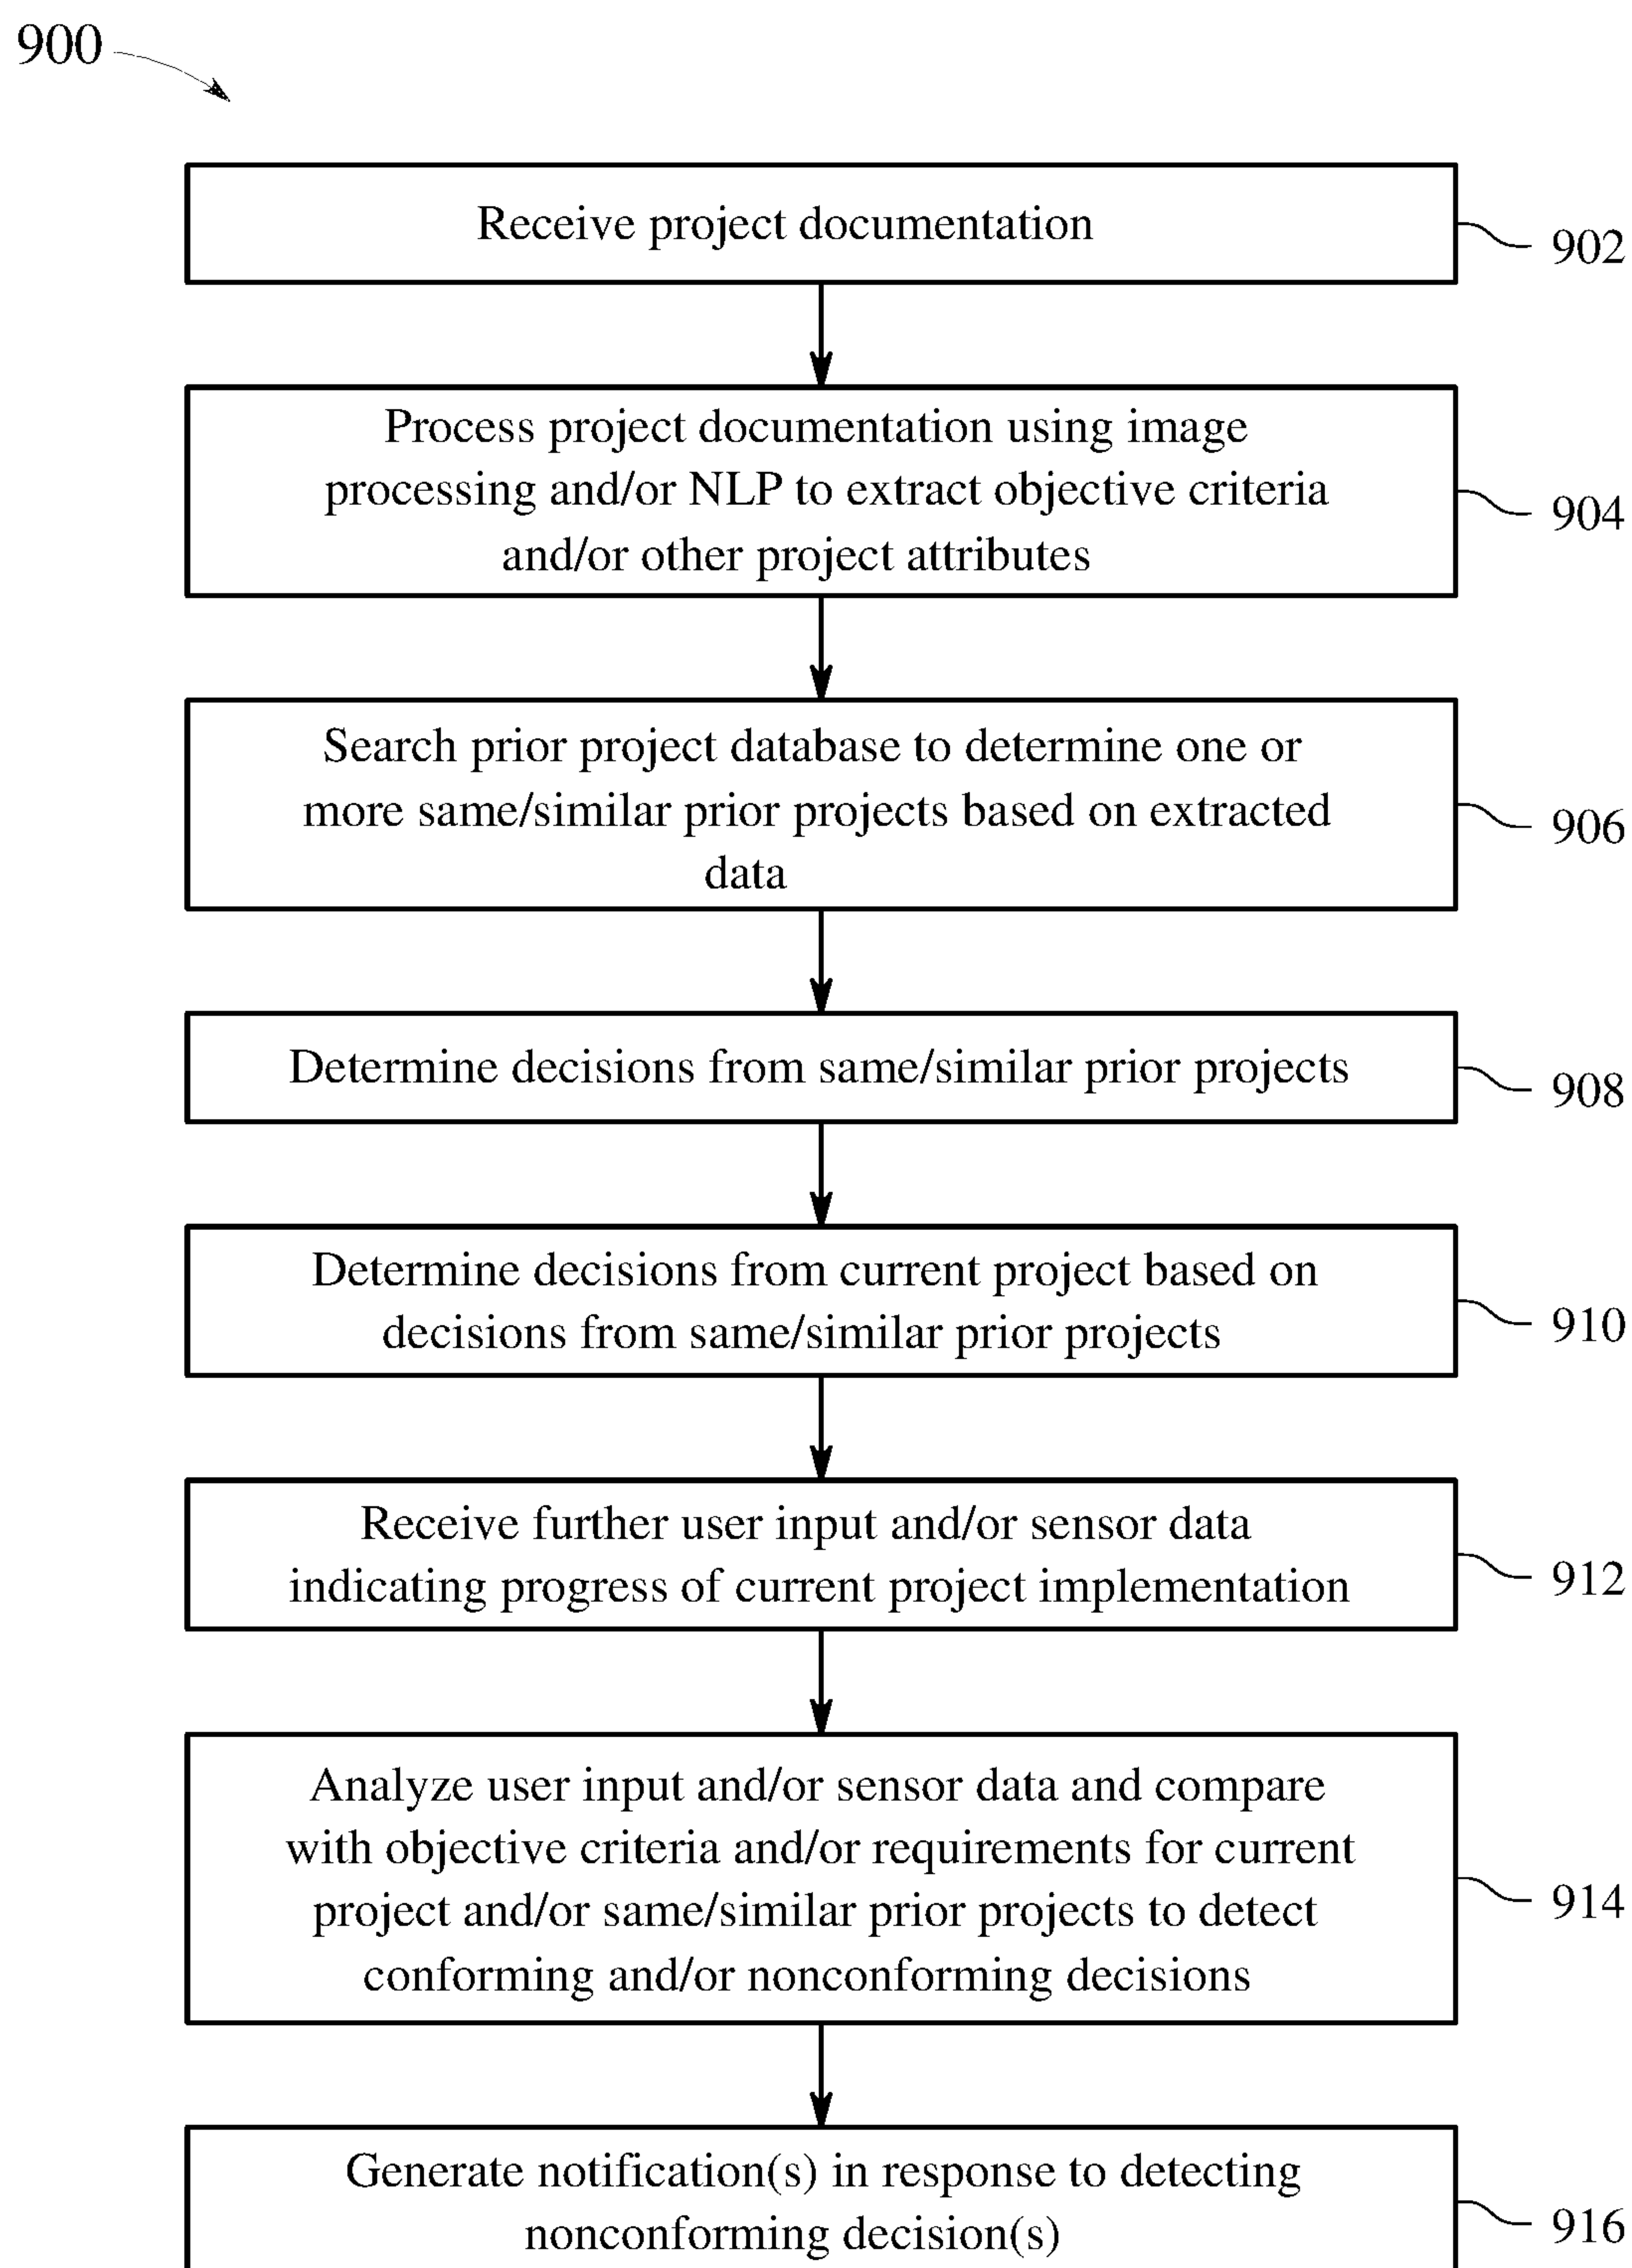 900
Receive project documentation
902
Process project documentation using image
processing and/or NLP to extract objective criteria
and/or other project attributes
904
Search prior project database to determine one or
more same/similar prior projects based on extracted
data
906
Determine decisions from same/similar prior projects
908
Determine decisions from current project based on
decisions from same/similar prior projects
910
Receive further user input and/or sensor data
indicating progress of current project implementation
912
Analyze user input and/or sensor data and compare
with objective criteria and/or requirements for current
project and/or same/similar prior projects to detect
conforming and/or nonconforming decisions
914
Generate notification(s) in response to detecting
nonconforming decision(s)
916